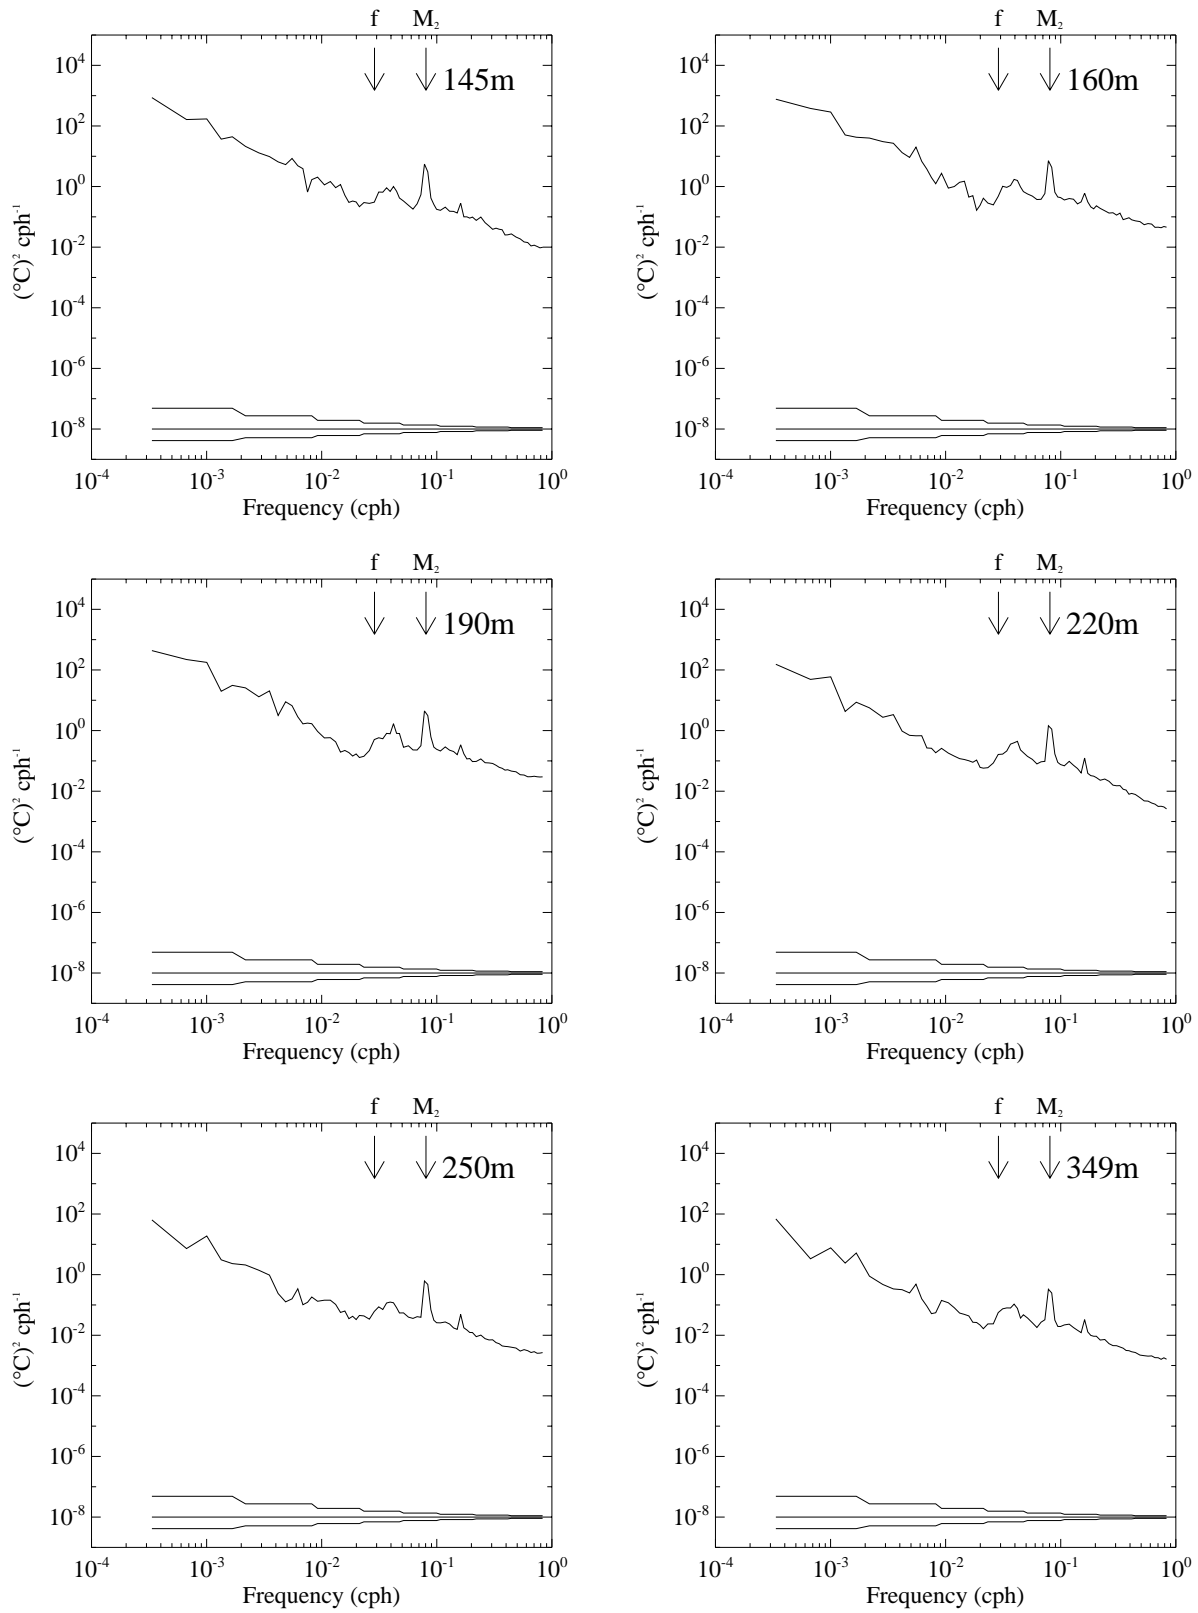 f M₂ f M₂
145m 160m
10⁴ 10⁴
10² 10²
10⁰ 10⁰
10⁻² 10⁻²
10⁻⁴ 10⁻⁴
10⁻⁶ 10⁻⁶
10⁻⁸ 10⁻⁸
(°C)² cph⁻¹ (°C)² cph⁻¹
10⁻⁴ 10⁻³ 10⁻² 10⁻¹ 10⁰ 10⁻⁴ 10⁻³ 10⁻² 10⁻¹ 10⁰
Frequency (cph) Frequency (cph)
f M₂ f M₂
190m 220m
10⁴ 10⁴
10² 10²
10⁰ 10⁰
10⁻² 10⁻²
10⁻⁴ 10⁻⁴
10⁻⁶ 10⁻⁶
10⁻⁸ 10⁻⁸
(°C)² cph⁻¹ (°C)² cph⁻¹
10⁻⁴ 10⁻³ 10⁻² 10⁻¹ 10⁰ 10⁻⁴ 10⁻³ 10⁻² 10⁻¹ 10⁰
Frequency (cph) Frequency (cph)
f M₂ f M₂
250m 349m
10⁴ 10⁴
10² 10²
10⁰ 10⁰
10⁻² 10⁻²
10⁻⁴ 10⁻⁴
10⁻⁶ 10⁻⁶
10⁻⁸ 10⁻⁸
(°C)² cph⁻¹ (°C)² cph⁻¹
10⁻⁴ 10⁻³ 10⁻² 10⁻¹ 10⁰ 10⁻⁴ 10⁻³ 10⁻² 10⁻¹ 10⁰
Frequency (cph) Frequency (cph)